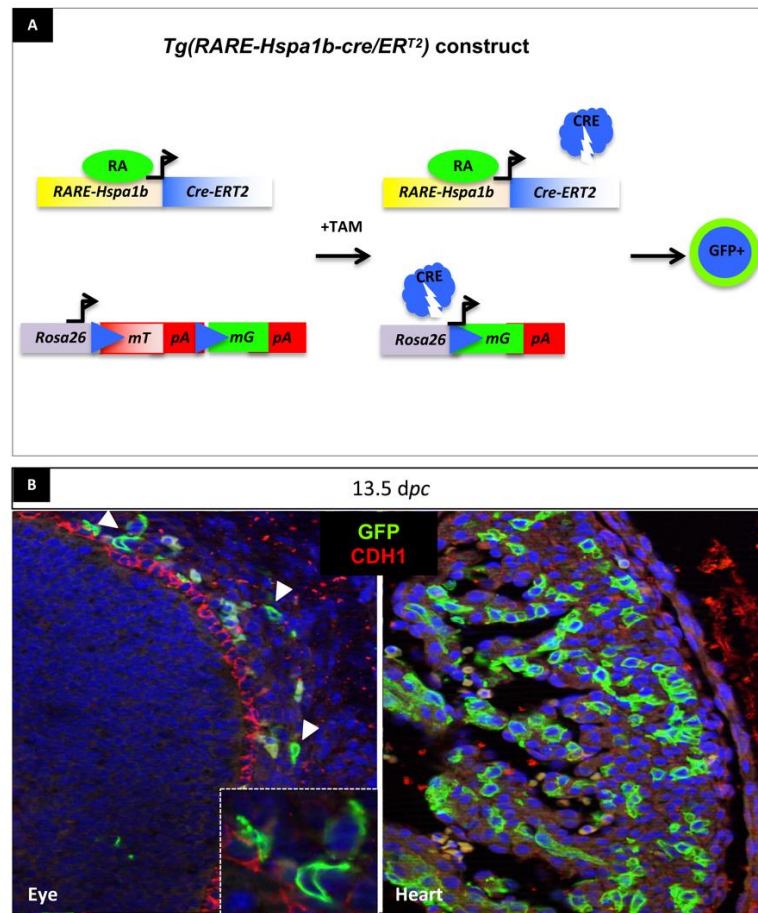 A
Tg(RARE-Hspa1b-cre/ERT2) construct
RA
RARE-Hspa1b
Cre-ERT2
Rosa26
mT
pA
mG
pA
+TAM
CRE
RA
RARE-Hspa1b
Cre-ERT2
CRE
Rosa26
mG
pA
GFP+
B
13.5 dpc
GFP
CDH1
Eye
Heart